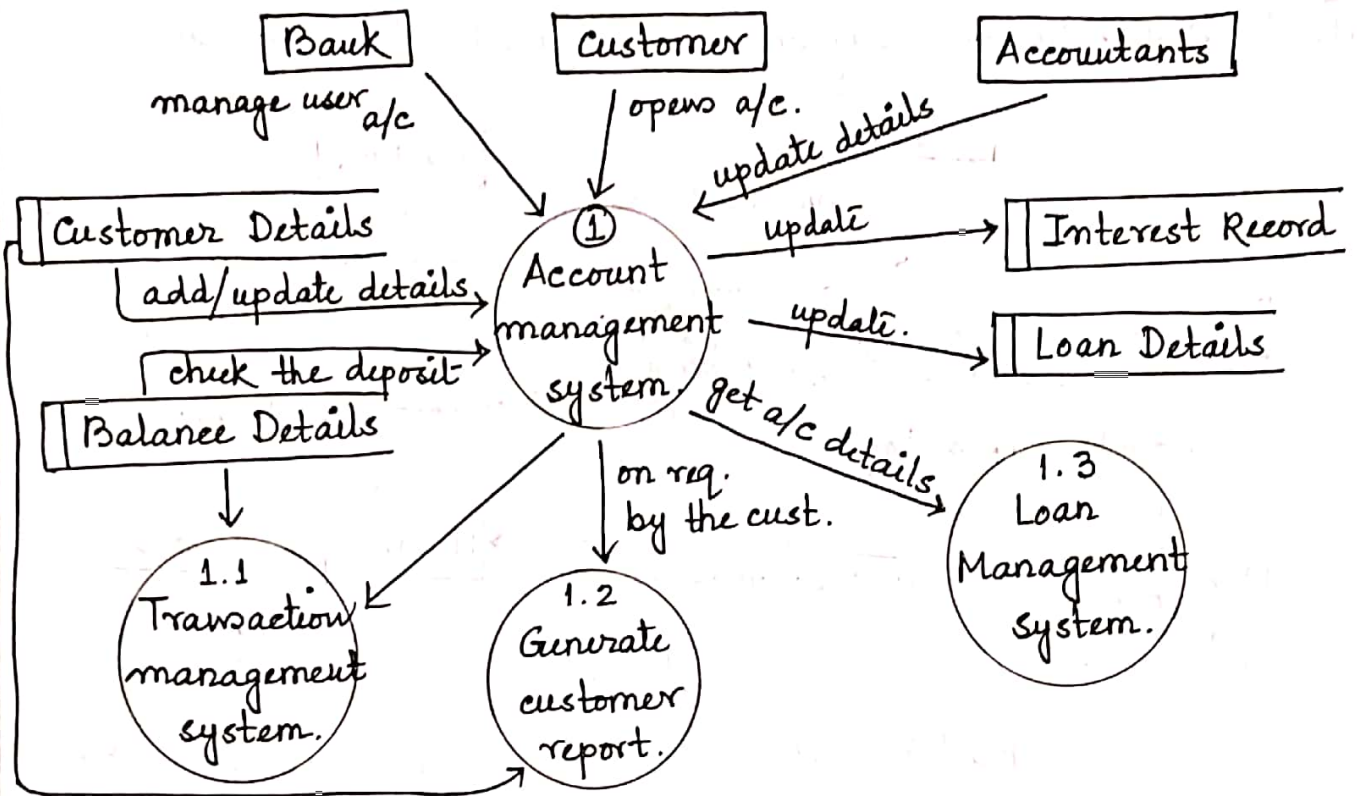 Bank
Customer
Accountants
manage user
a/c
opens a/c.
update details
Customer Details
1
update
Interest Record
Account
management
system.
add/update details
update.
Loan Details
check the deposit
Balance Details
get a/c details
on req.
by the cust.
1.1
Transaction
management
system.
1.2
Generate
customer
report.
1.3
Loan
Management
system.